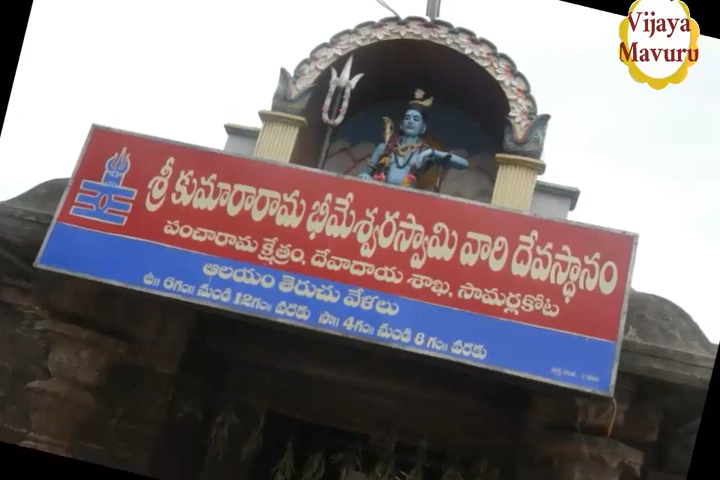 Vijaya
Mavuru
శ్రీ కుమారారామ భీమేశ్వరస్వామి వారి దేవస్థానం
పంచారామ క్షేత్రం, దేవాదాయ శాఖ, సామర్లకోట
ఆలయం తెరుచు వేళలు
ఉ॥ 6గం॥ నుండి 12గం॥ వరకు సా॥ 4గం॥ నుండి 8 గం॥ వరకు